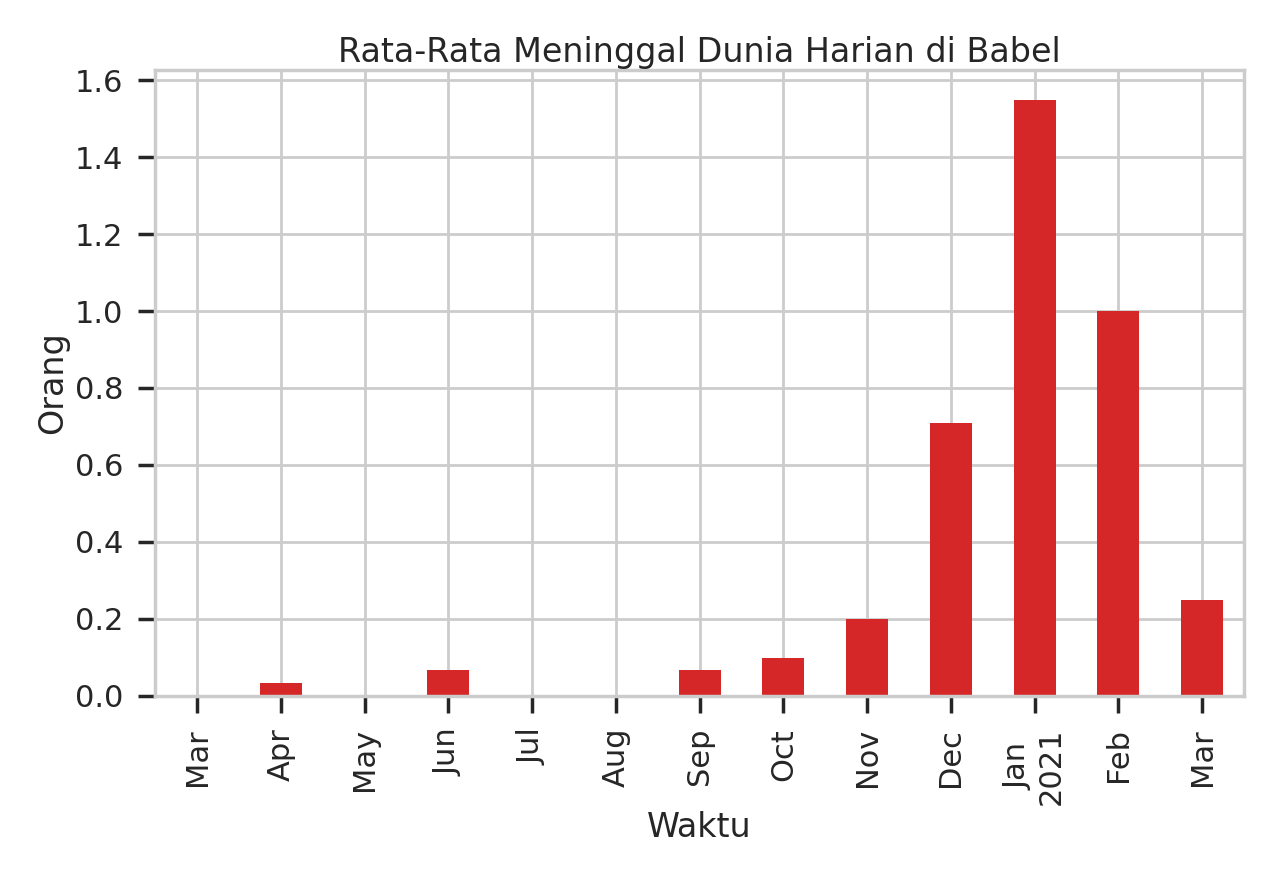 Rata-Rata Meninggal Dunia Harian di Babel
1.6
1.4
1.2
1.0
0.8
0.6
0.4
0.2
0.0
Orang
Mar
Apr
May
Jun
Jul
Aug
Sep
Oct
Nov
Dec
Jan
2021
Feb
Mar
Waktu